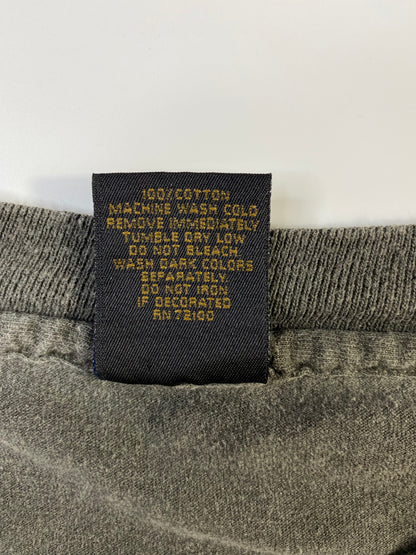 100%COTTON
MACHINE WASH COLD
REMOVE IMMEDIATELY
TUMBLE DRY LOW
DO NOT BLEACH
WASH DARK COLORS
SEPARATELY
DO NOT IRON
IF DECORATED
RN 72100